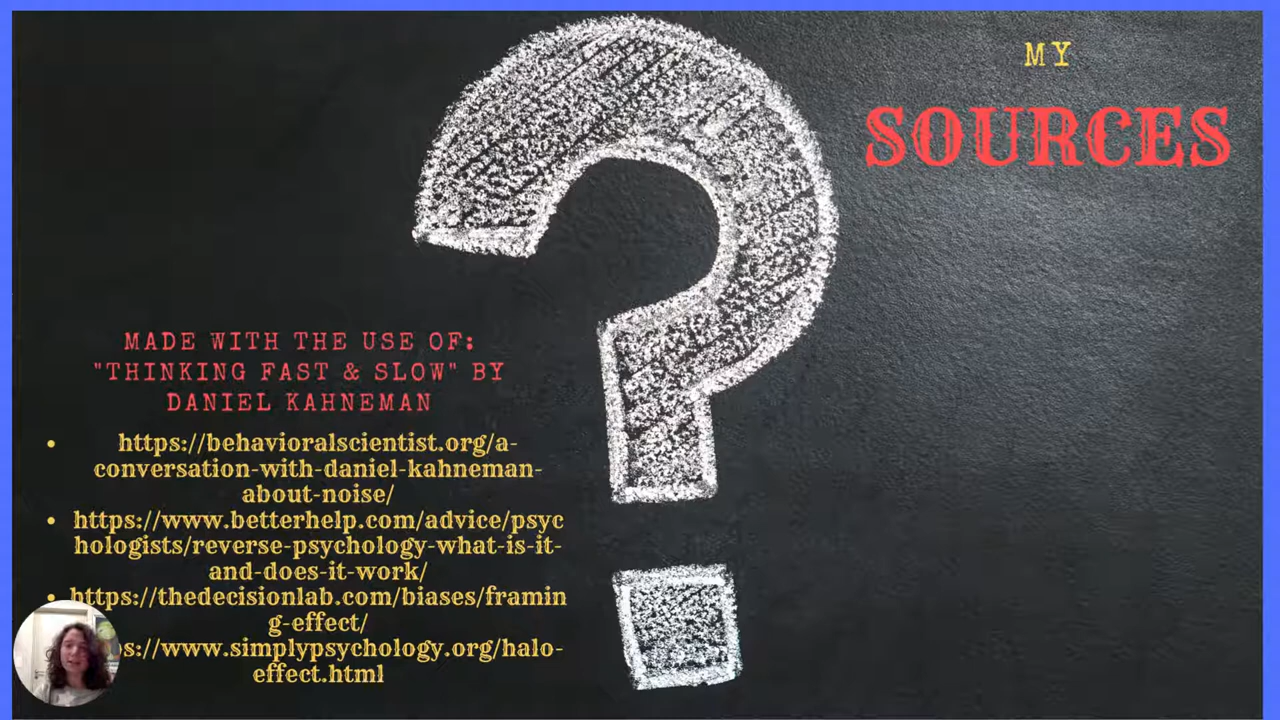 MY
SOURCES
MADE WITH THE USE OF:
"THINKING FAST & SLOW" BY
DANIEL KAHNEMAN
• https://behavioralscientist.org/a-
conversation-with-daniel-kahneman-
about-noise/
• https://www.betterhelp.com/advice/psyc
hologists/reverse-psychology-what-is-it-
and-does-it-work/
• https://thedecisionlab.com/biases/framin
g-effect/
s://www.simplypsychology.org/halo-
effect.html